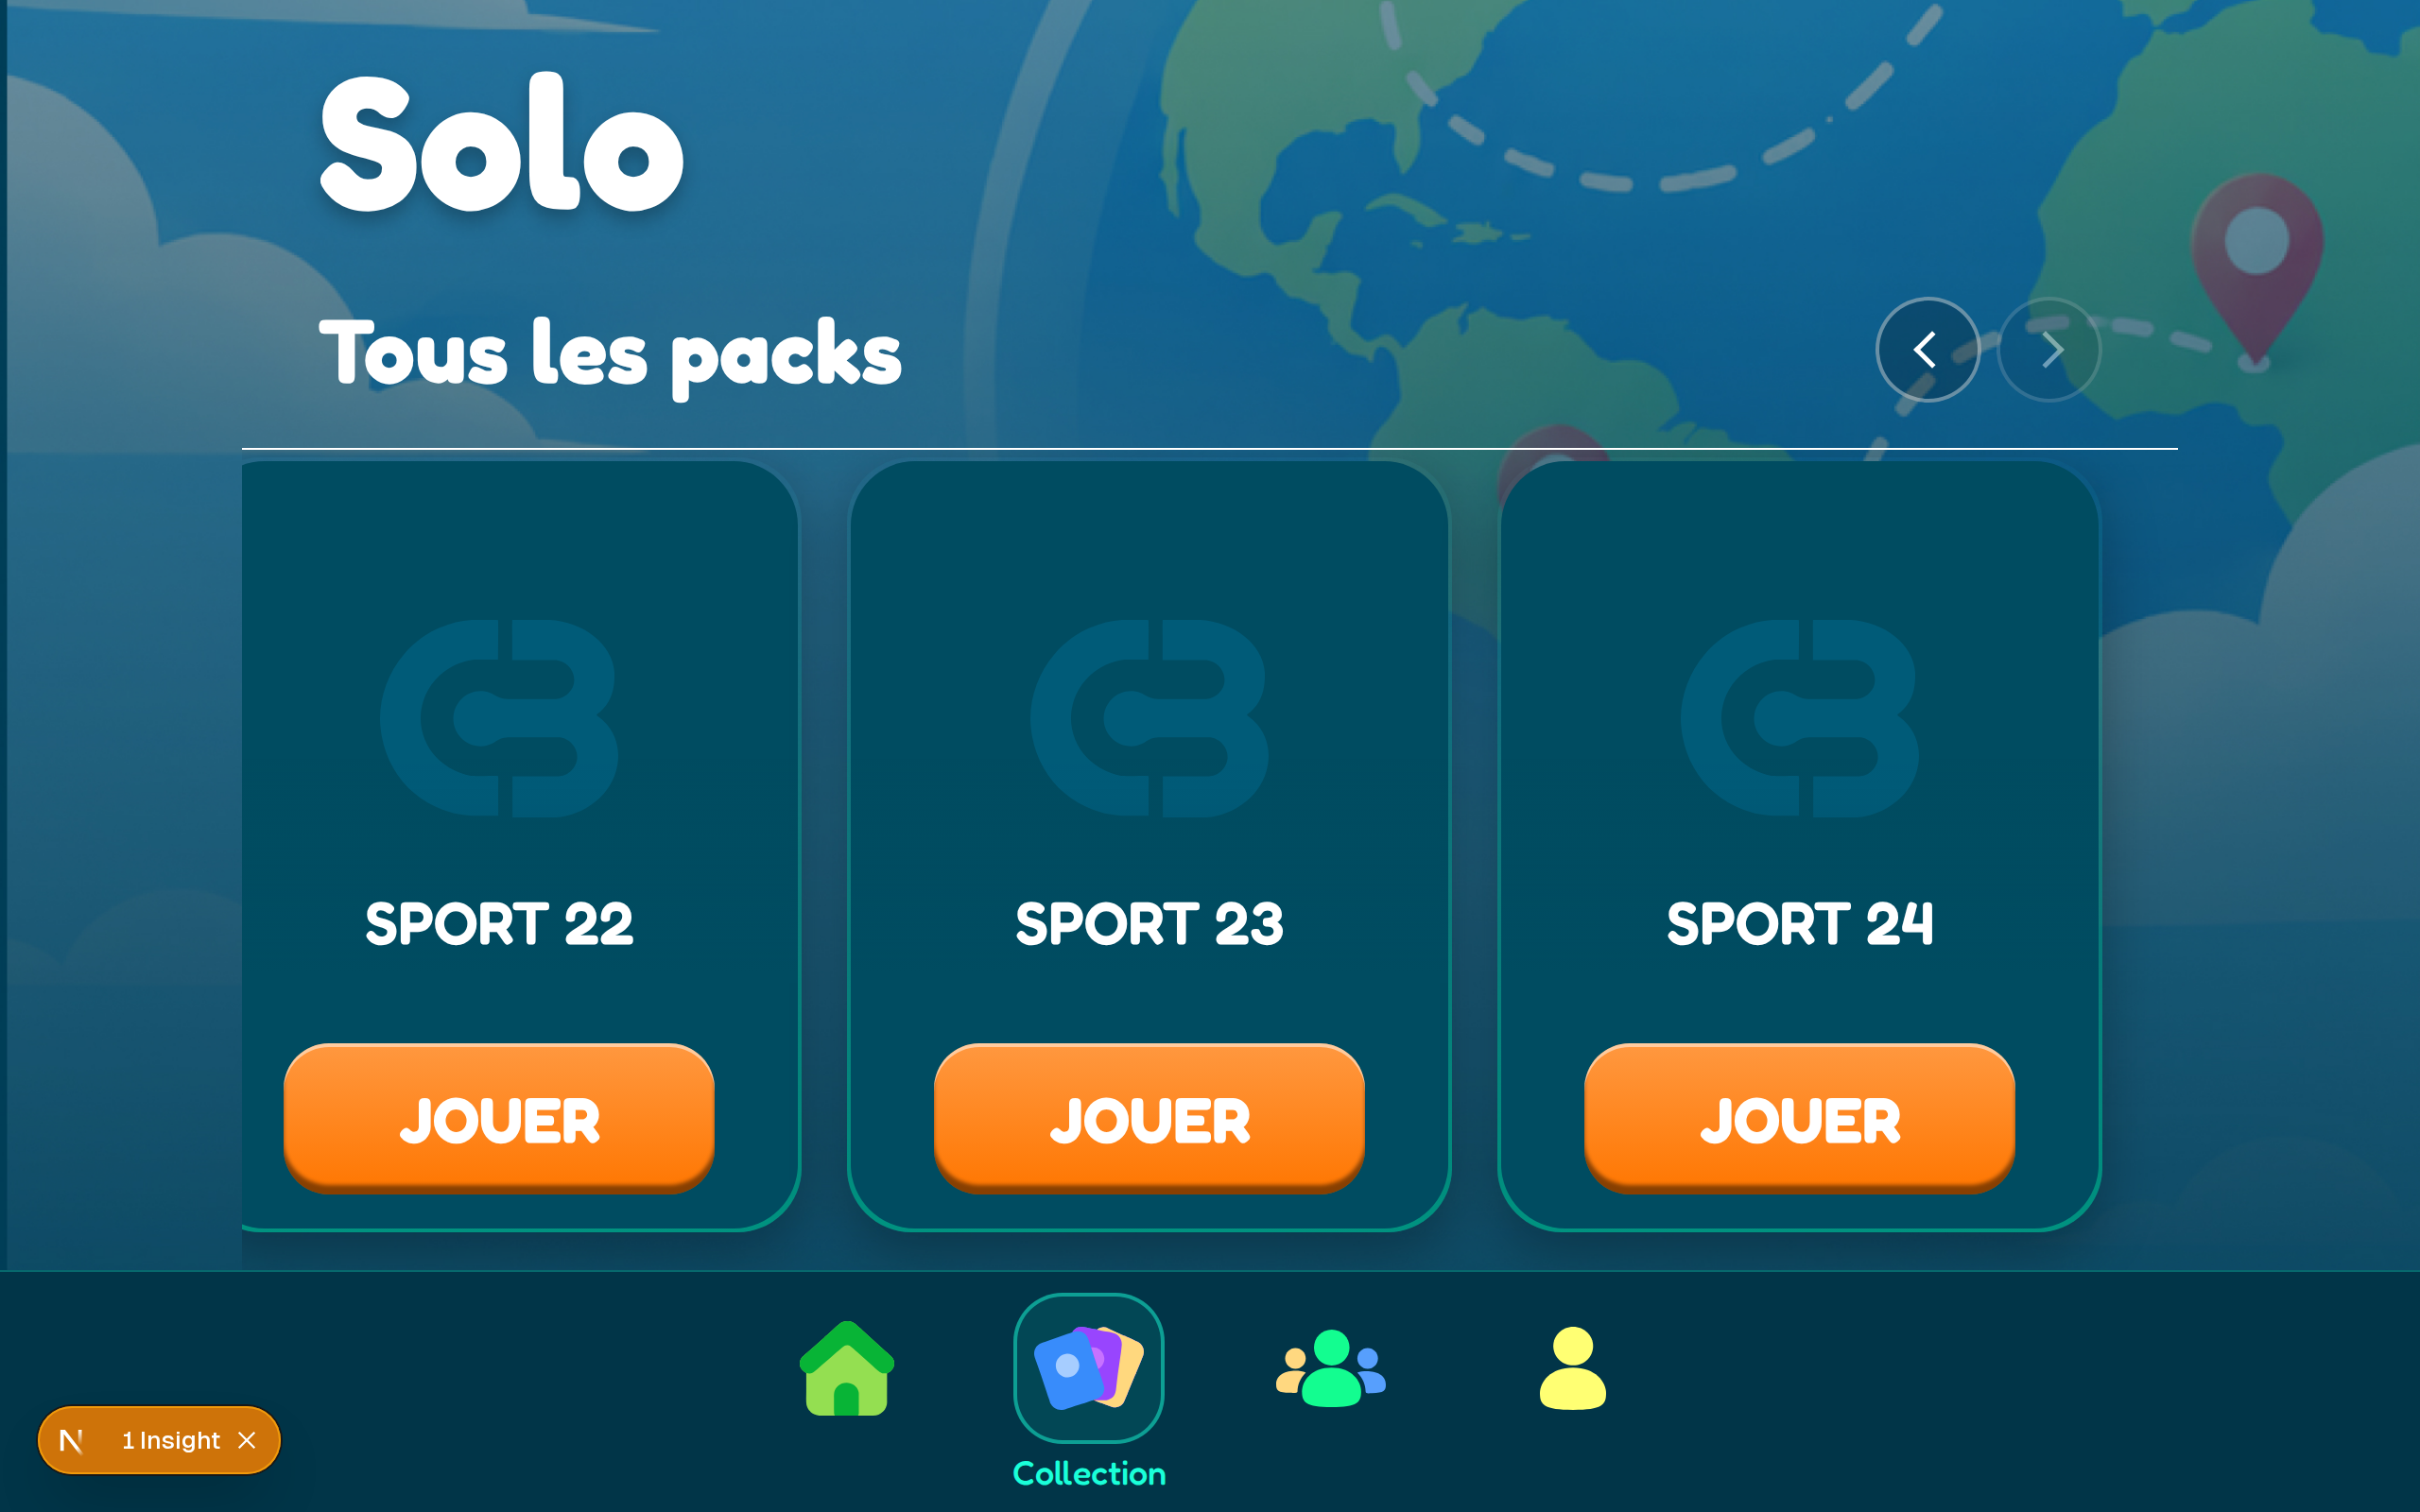 Solo
Tous les packs
SPORT 22
SPORT 23
SPORT 24
JOUER
JOUER
JOUER
Collection
N 1 Insight